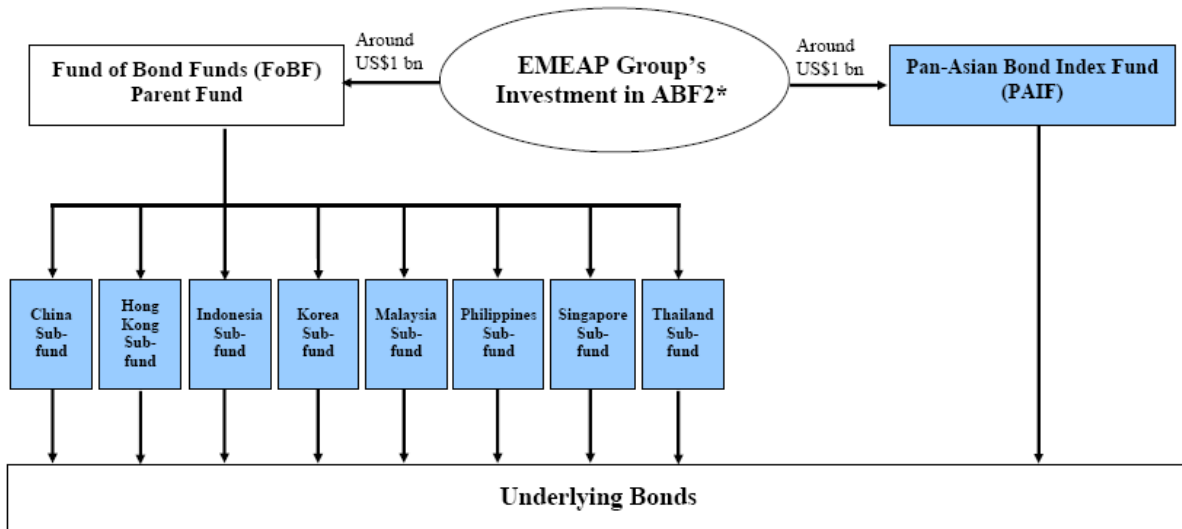 Around
US$1 bn
EMEAP Group's
Investment in ABF2*
Around
US$1 bn
Fund of Bond Funds (FoBF)
Parent Fund
Pan-Asian Bond Index Fund
(PAIF)
China
Sub-
fund
Hong
Kong
Sub-
fund
Indonesia
Sub-
fund
Korea
Sub-
fund
Malaysia
Sub-
fund
Philippines
Sub-
fund
Singapore
Sub-
fund
Thailand
Sub-
fund
Underlying Bonds